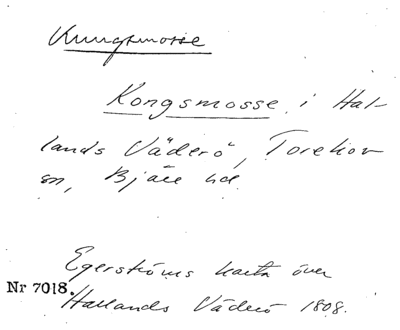 Kungsmosse
Kongsmosse i Hal-
lands Väderö, Torekov
sn, Bjäre hd.
Egerströms karta över
Nr 7018.
Hallands Väderö 1808.